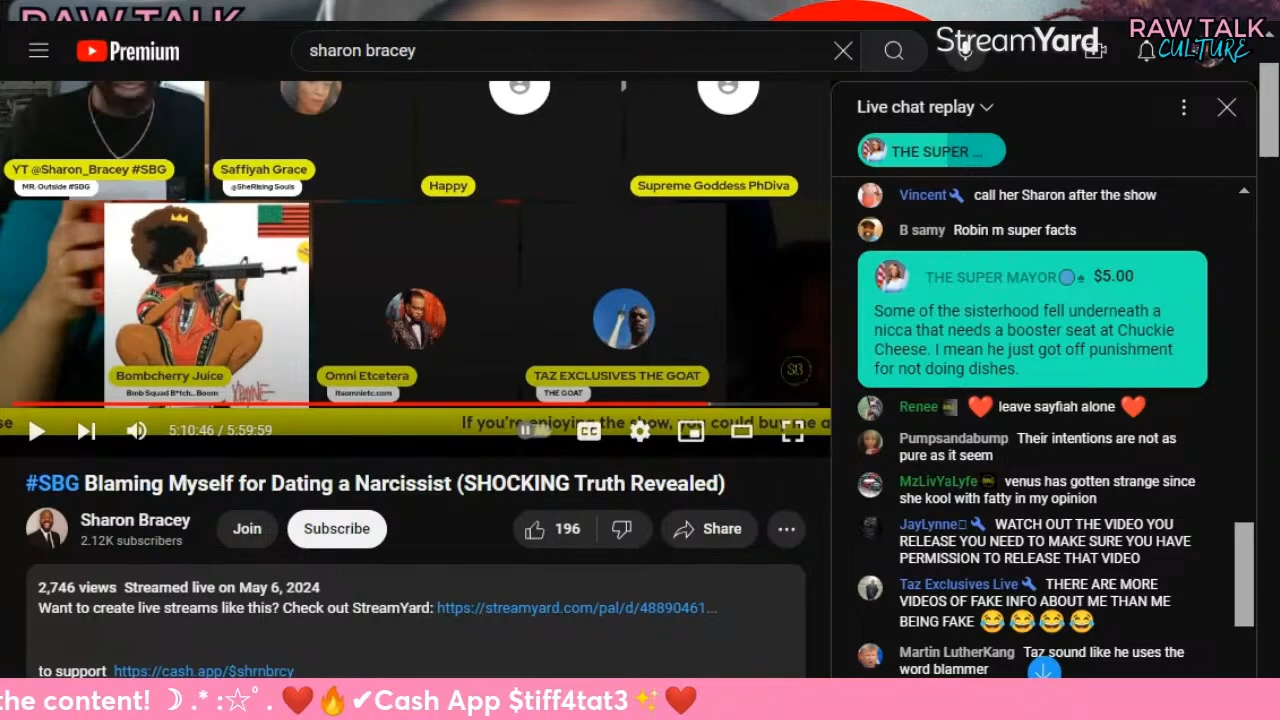 RAW TALK
Premium
sharon bracey
StreamYard
RAW TALK
CULTURE
YT @Sharon_Bracey #SBG
MR. Outside #SBG
Saffiyah Grace
@SheRising Souls
Happy
Supreme Goddess PhDiva
Bombcherry Juice
Bmb Squad B*tch...Boom
Omni Etcetera
Itsomnietc.com
TAZ EXCLUSIVES THE GOAT
THE GOAT
SB
If you're enjoying the show, you could buy me a
5:10:46 / 5:59:59
CC
#SBG Blaming Myself for Dating a Narcissist (SHOCKING Truth Revealed)
Sharon Bracey
2.12K subscribers
Join
Subscribe
196
Share
2,746 views Streamed live on May 6, 2024
Want to create live streams like this? Check out StreamYard: https://streamyard.com/pal/d/48890461...
to support https://cash.app/$shrnbrcy
Live chat replay
THE SUPER ...
Vincent call her Sharon after the show
B samy Robin m super facts
THE SUPER MAYOR $5.00
Some of the sisterhood fell underneath a
nicca that needs a booster seat at Chuckie
Cheese. I mean he just got off punishment
for not doing dishes.
Renee ❤️ leave sayfiah alone ❤️
Pumpsandabump Their intentions are not as
pure as it seem
MzLivYaLyfe venus has gotten strange since
she kool with fatty in my opinion
JayLynne WATCH OUT THE VIDEO YOU
RELEASE YOU NEED TO MAKE SURE YOU HAVE
PERMISSION TO RELEASE THAT VIDEO
Taz Exclusives Live THERE ARE MORE
VIDEOS OF FAKE INFO ABOUT ME THAN ME
BEING FAKE 😂😂😂😂
Martin LutherKang Taz sound like he uses the
word blammer
the content! ☽ .* :☆ﾟ. ❤️🔥✔Cash App $tiff4tat3✨❤️